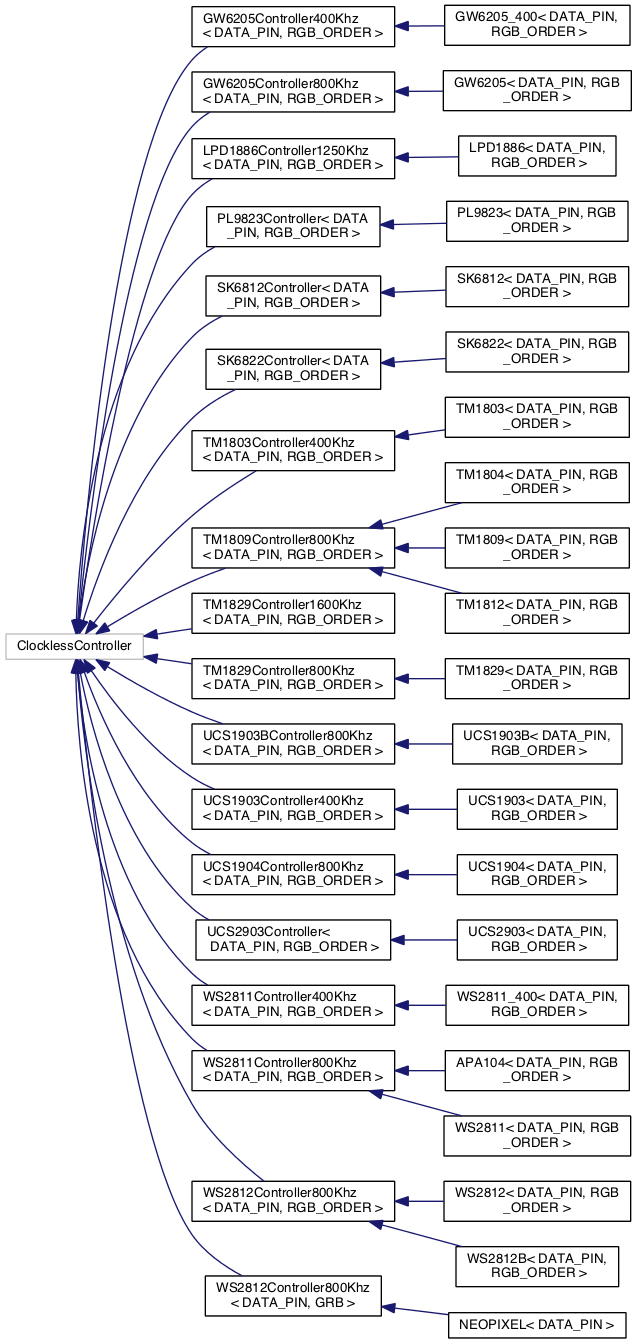 GW6205Controller400Khz
< DATA_PIN, RGB_ORDER >
GW6205_400< DATA_PIN,
RGB_ORDER >
GW6205Controller800Khz
< DATA_PIN, RGB_ORDER >
GW6205< DATA_PIN, RGB
_ORDER >
LPD1886Controller1250Khz
< DATA_PIN, RGB_ORDER >
LPD1886< DATA_PIN,
RGB_ORDER >
PL9823Controller< DATA
_PIN, RGB_ORDER >
PL9823< DATA_PIN, RGB
_ORDER >
SK6812Controller< DATA
_PIN, RGB_ORDER >
SK6812< DATA_PIN, RGB
_ORDER >
SK6822Controller< DATA
_PIN, RGB_ORDER >
SK6822< DATA_PIN, RGB
_ORDER >
TM1803Controller400Khz
< DATA_PIN, RGB_ORDER >
TM1803< DATA_PIN, RGB
_ORDER >
TM1804< DATA_PIN, RGB
_ORDER >
TM1809Controller800Khz
< DATA_PIN, RGB_ORDER >
TM1809< DATA_PIN, RGB
_ORDER >
TM1829Controller1600Khz
< DATA_PIN, RGB_ORDER >
TM1812< DATA_PIN, RGB
_ORDER >
ClocklessController
TM1829Controller800Khz
< DATA_PIN, RGB_ORDER >
TM1829< DATA_PIN, RGB
_ORDER >
UCS1903BController800Khz
< DATA_PIN, RGB_ORDER >
UCS1903B< DATA_PIN,
RGB_ORDER >
UCS1903Controller400Khz
< DATA_PIN, RGB_ORDER >
UCS1903< DATA_PIN,
RGB_ORDER >
UCS1904Controller800Khz
< DATA_PIN, RGB_ORDER >
UCS1904< DATA_PIN,
RGB_ORDER >
UCS2903Controller<
DATA_PIN, RGB_ORDER >
UCS2903< DATA_PIN,
RGB_ORDER >
WS2811Controller400Khz
< DATA_PIN, RGB_ORDER >
WS2811_400< DATA_PIN,
RGB_ORDER >
WS2811Controller800Khz
< DATA_PIN, RGB_ORDER >
APA104< DATA_PIN, RGB
_ORDER >
WS2811< DATA_PIN, RGB
_ORDER >
WS2812Controller800Khz
< DATA_PIN, RGB_ORDER >
WS2812< DATA_PIN, RGB
_ORDER >
WS2812B< DATA_PIN,
RGB_ORDER >
WS2812Controller800Khz
< DATA_PIN, GRB >
NEOPIXEL< DATA_PIN >